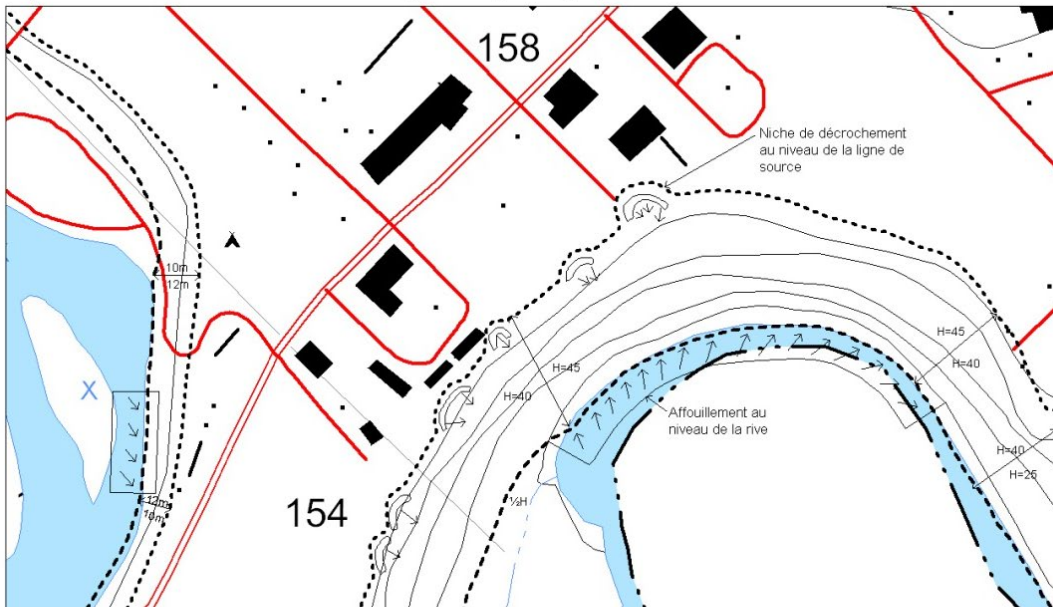 158
Niche de décrochement
au niveau de la ligne de
source
10m
12m
H=45
H=40
H=45
H=40
X
Affouillement au
niveau de la rive
H=40
H=25
12m
10m
154
½H